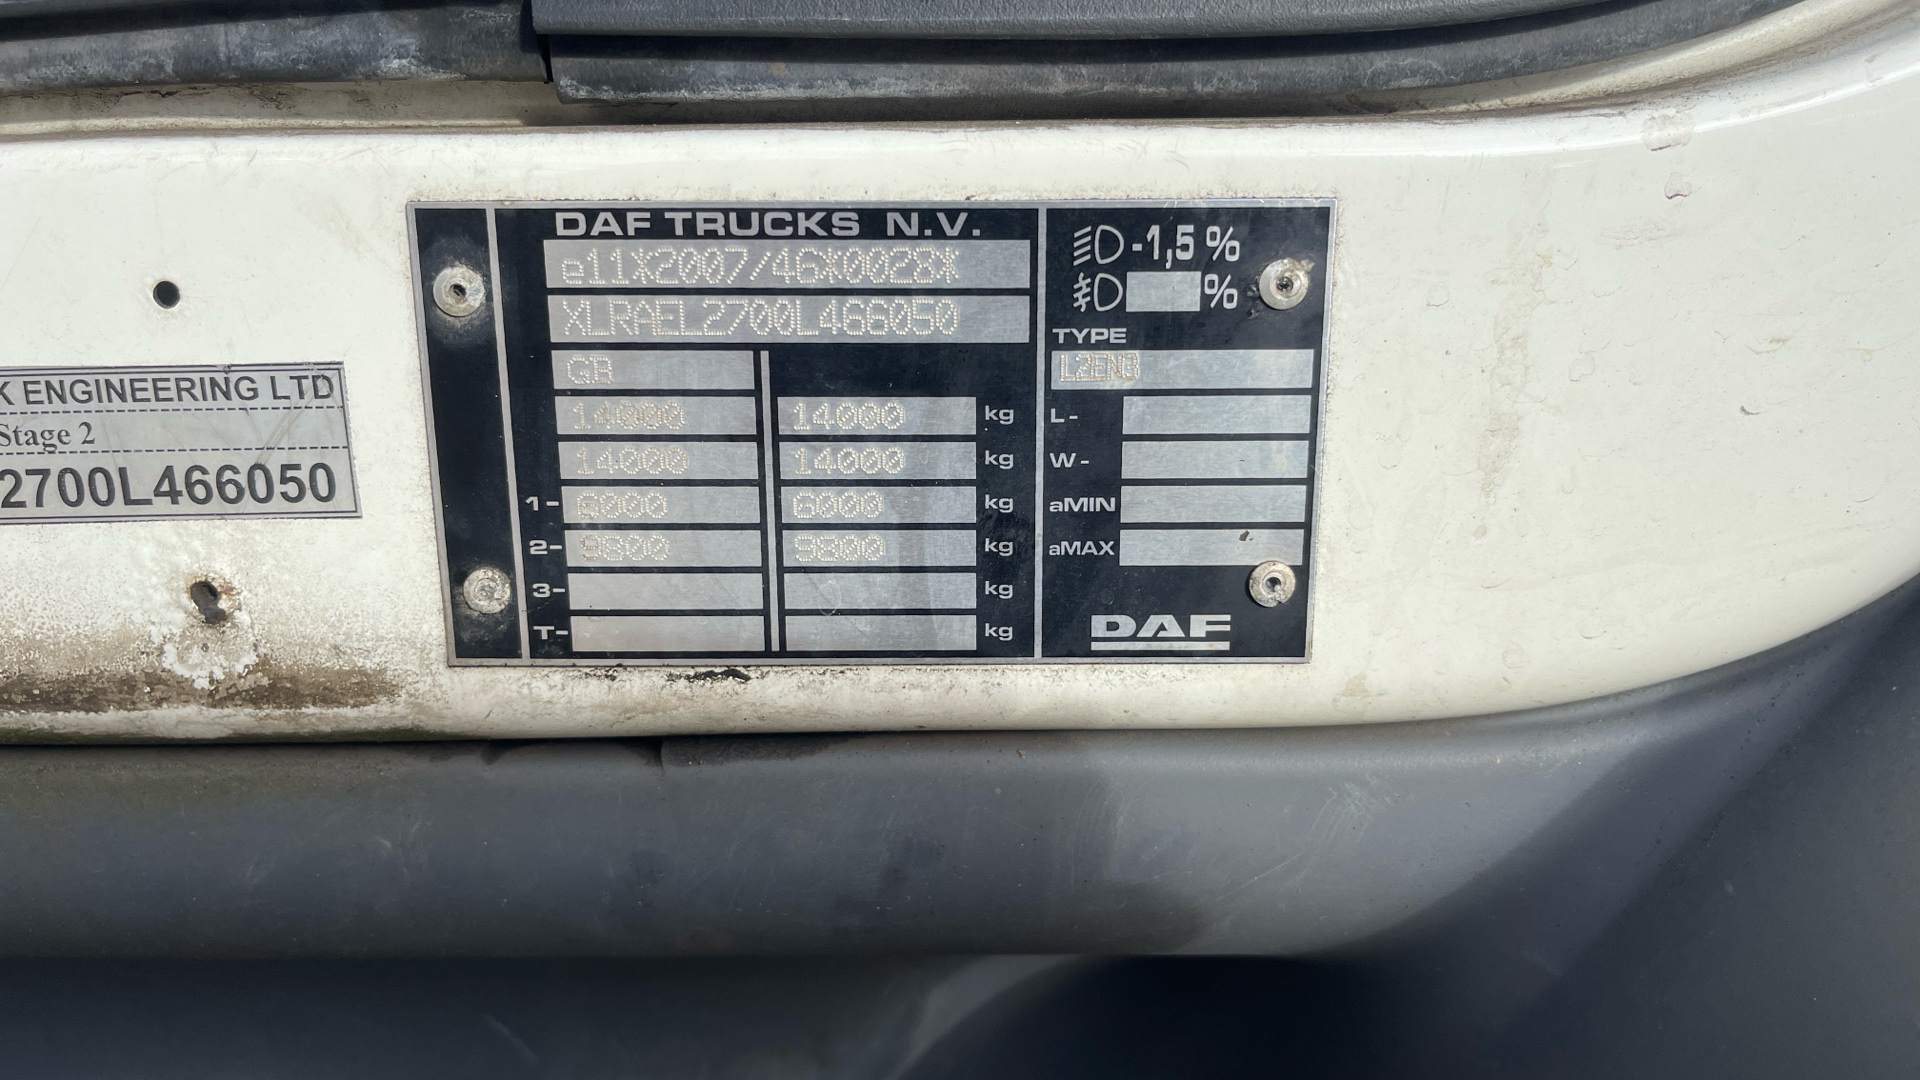 DAF TRUCKS N.V.
e11*2007/46*0028*
XLRAEL2700L466050
GB
14000 14000 kg
14000 14000 kg
1- 6000 6000 kg
2- 9800 9800 kg
3- kg
T- kg
-1,5%
%
TYPE
L2EN3
L-
W-
aMIN
aMAX
DAF
K ENGINEERING LTD
Stage 2
2700L466050